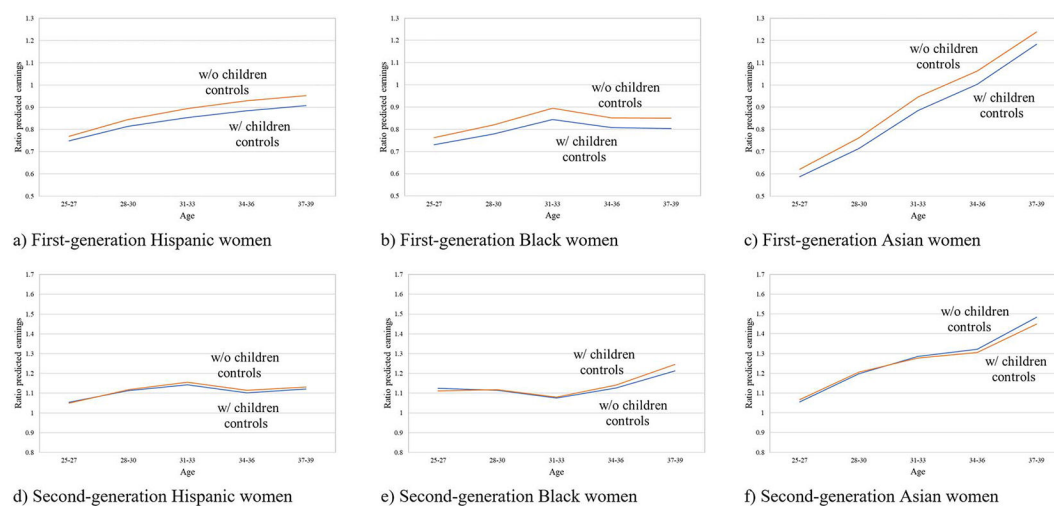 1.3
1.2
1.1
1
0.9
0.8
0.7
0.6
0.5
Ratio predicted earnings
w/o children
controls
w/ children
controls
25-27 28-30 31-33 34-36 37-39
Age
a) First-generation Hispanic women
1.3
1.2
1.1
1
0.9
0.8
0.7
0.6
0.5
Ratio predicted earnings
w/o children
controls
w/ children
controls
25-27 28-30 31-33 34-36 37-39
Age
b) First-generation Black women
1.3
1.2
1.1
1
0.9
0.8
0.7
0.6
0.5
Ratio predicted earnings
w/o children
controls
w/ children
controls
25-27 28-30 31-33 34-36 37-39
Age
c) First-generation Asian women
1.7
1.6
1.5
1.4
1.3
1.2
1.1
1
0.9
0.8
Ratio predicted earnings
w/o children
controls
w/ children
controls
25-27 28-30 31-33 34-36 37-39
Age
d) Second-generation Hispanic women
1.7
1.6
1.5
1.4
1.3
1.2
1.1
1
0.9
0.8
Ratio predicted earnings
w/ children
controls
w/o children
controls
25-27 28-30 31-33 34-36 37-39
Age
e) Second-generation Black women
1.7
1.6
1.5
1.4
1.3
1.2
1.1
1
0.9
0.8
Ratio predicted earnings
w/o children
controls
w/ children
controls
25-27 28-30 31-33 34-36 37-39
Age
f) Second-generation Asian women